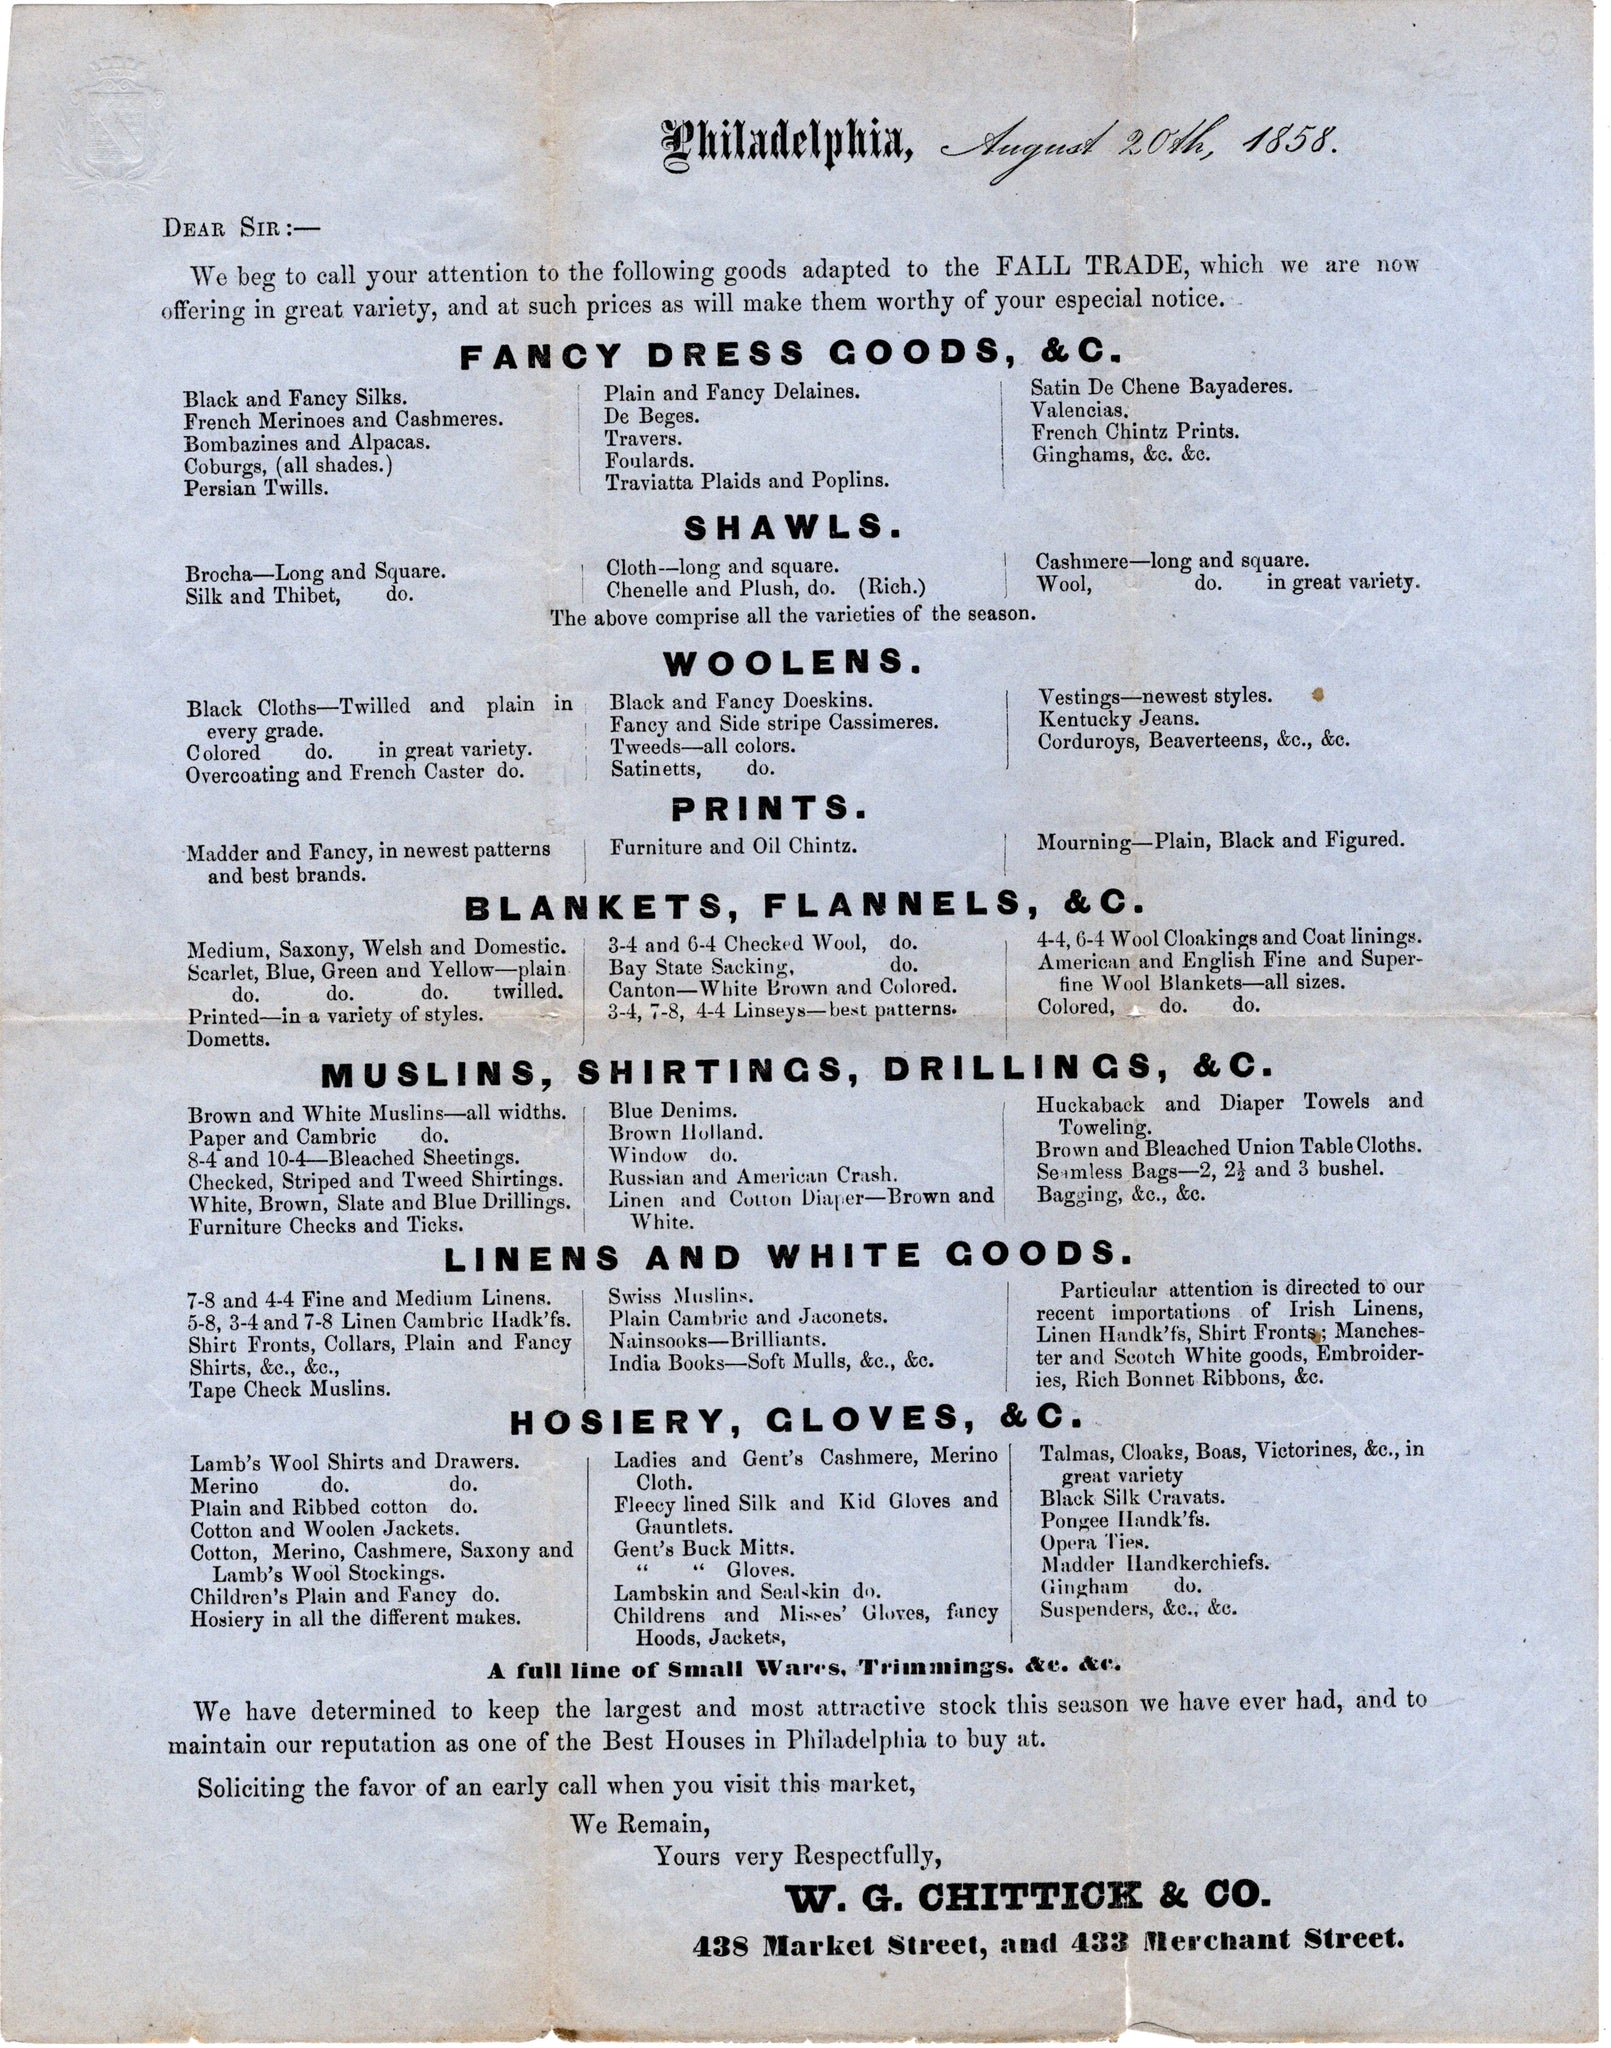 Philadelphia, August 20th, 1858.
DEAR SIR:—
We beg to call your attention to the following goods adapted to the FALL TRADE, which we are now
offering in great variety, and at such prices as will make them worthy of your especial notice.
FANCY DRESS GOODS, &C.
Black and Fancy Silks.
French Merinoes and Cashmeres.
Bombazines and Alpacas.
Coburgs, (all shades.)
Persian Twills.
Plain and Fancy Delaines.
De Beges.
Travers.
Foulards.
Traviatta Plaids and Poplins.
Satin De Chene Bayaderes.
Valencias.
French Chintz Prints.
Ginghams, &c. &c.
SHAWLS.
Brocha—Long and Square.
Silk and Thibet, do.
Cloth—long and square.
Chenelle and Plush, do. (Rich.)
Cashmere—long and square.
Wool, do. in great variety.
The above comprise all the varieties of the season.
WOOLENS.
Black Cloths—Twilled and plain in
every grade.
Colored do. in great variety.
Overcoating and French Caster do.
Black and Fancy Doeskins.
Fancy and Side stripe Cassimeres.
Tweeds—all colors.
Satinetts, do.
Vestings—newest styles.
Kentucky Jeans.
Corduroys, Beaverteens, &c., &c.
PRINTS.
Madder and Fancy, in newest patterns
and best brands.
Furniture and Oil Chintz.
Mourning—Plain, Black and Figured.
BLANKETS, FLANNELS, &C.
Medium, Saxony, Welsh and Domestic.
Scarlet, Blue, Green and Yellow—plain
do. do. do. twilled.
Printed—in a variety of styles.
Dometts.
3-4 and 6-4 Checked Wool, do.
Bay State Sacking, do.
Canton—White Brown and Colored.
3-4, 7-8, 4-4 Linseys—best patterns.
4-4, 6-4 Wool Cloakings and Coat linings.
American and English Fine and Super-
fine Wool Blankets—all sizes.
Colored, do. do.
MUSLINS, SHIRTINGS, DRILLINGS, &C.
Brown and White Muslins—all widths.
Paper and Cambric do.
8-4 and 10-4—Bleached Sheetings.
Checked, Striped and Tweed Shirtings.
White, Brown, Slate and Blue Drillings.
Furniture Checks and Ticks.
Blue Denims.
Brown Holland.
Window do.
Russian and American Crash.
Linen and Cotton Diaper—Brown and
White.
Huckaback and Diaper Towels and
Toweling.
Brown and Bleached Union Table Cloths.
Seamless Bags—2, 2½ and 3 bushel.
Bagging, &c., &c.
LINENS AND WHITE GOODS.
7-8 and 4-4 Fine and Medium Linens.
5-8, 3-4 and 7-8 Linen Cambric Hadk'fs.
Shirt Fronts, Collars, Plain and Fancy
Shirts, &c., &c.,
Tape Check Muslins.
Swiss Muslins.
Plain Cambric and Jaconets.
Nainsooks—Brilliants.
India Books—Soft Mulls, &c., &c.
Particular attention is directed to our
recent importations of Irish Linens,
Linen Handk'fs, Shirt Fronts; Manches-
ter and Scotch White goods, Embroider-
ies, Rich Bonnet Ribbons, &c.
HOSIERY, GLOVES, &C.
Lamb's Wool Shirts and Drawers.
Merino do. do.
Plain and Ribbed cotton do.
Cotton and Woolen Jackets.
Cotton, Merino, Cashmere, Saxony and
Lamb's Wool Stockings.
Children's Plain and Fancy do.
Hosiery in all the different makes.
Ladies and Gent's Cashmere, Merino
Cloth.
Fleecy lined Silk and Kid Gloves and
Gauntlets.
Gent's Buck Mitts.
“ “ Gloves.
Lambskin and Sealskin do.
Childrens and Misses' Gloves, fancy
Hoods, Jackets,
Talmas, Cloaks, Boas, Victorines, &c., in
great variety
Black Silk Cravats.
Pongee Handk'fs.
Opera Ties.
Madder Handkerchiefs.
Gingham do.
Suspenders, &c., &c.
A full line of Small Wares, Trimmings, &c. &c.
We have determined to keep the largest and most attractive stock this season we have ever had, and to
maintain our reputation as one of the Best Houses in Philadelphia to buy at.
Soliciting the favor of an early call when you visit this market,
We Remain,
Yours very Respectfully,
W. G. CHITTICK & CO.
438 Market Street, and 433 Merchant Street.